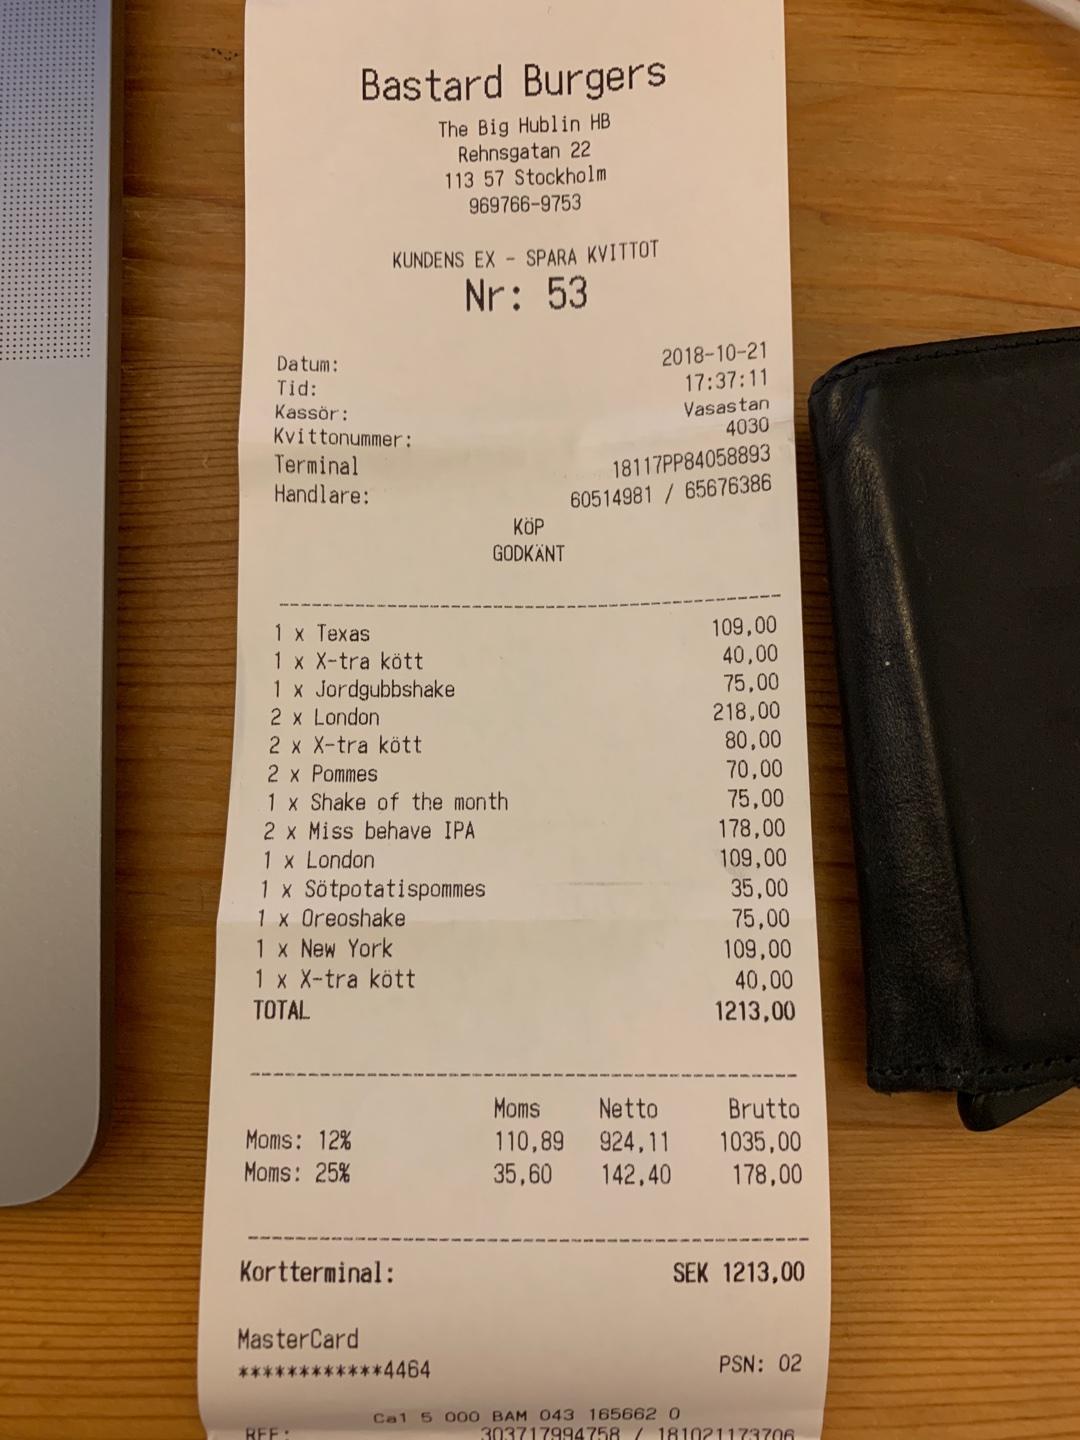 Bastard Burgers
The Big Hublin HB
Rehnsgatan 22
113 57 Stockholm
969766-9753
KUNDENS EX - SPARA KVITTOT
Nr: 53
Datum: 2018-10-21
Tid: 17:37:11
Kassör: Vasastan
Kvittonummer: 4030
Terminal 18117PP84058893
Handlare: 60514981 / 65676386
KÖP
GODKÄNT
1 x Texas 109,00
1 x X-tra kött 40,00
1 x Jordgubbshake 75,00
2 x London 218,00
2 x X-tra kött 80,00
2 x Pommes 70,00
1 x Shake of the month 75,00
2 x Miss behave IPA 178,00
1 x London 109,00
1 x Sötpotatispommes 35,00
1 x Oreoshake 75,00
1 x New York 109,00
1 x X-tra kött 40,00
TOTAL 1213,00
Moms Netto Brutto
Moms: 12% 110,89 924,11 1035,00
Moms: 25% 35,60 142,40 178,00
Kortterminal: SEK 1213,00
MasterCard
************4464 PSN: 02
Ca1 5 000 BAM 043 165662 0
REF: 303717994758 / 181021173706